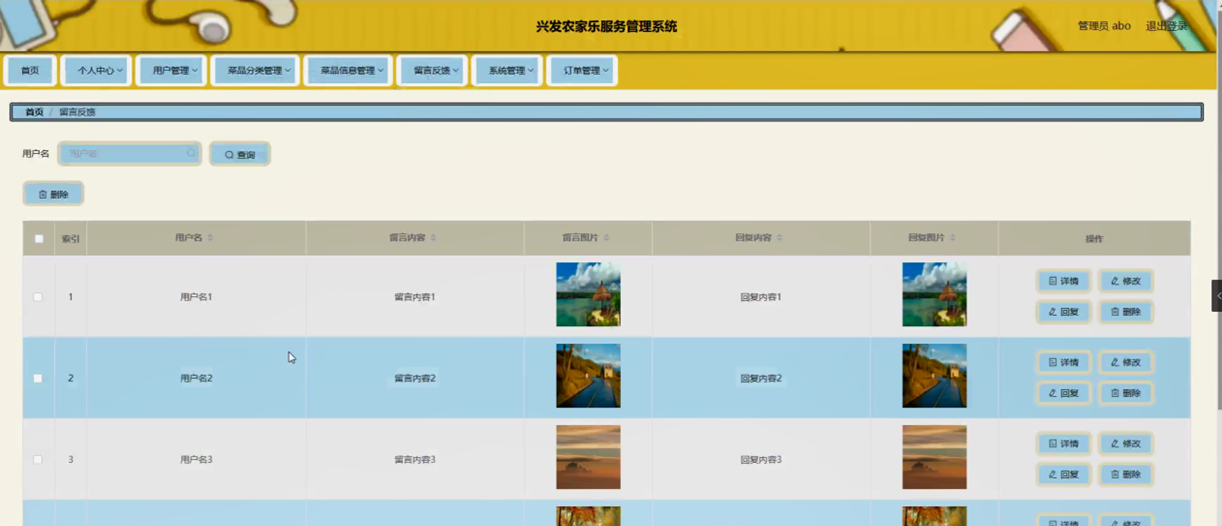 兴发农家乐服务管理系统
管理员 abo 退出登录
首页 个人中心 用户管理 菜品分类管理 菜品信息管理 留言反馈 系统管理 订单管理
首页 / 留言反馈
用户名 用户名 查询
删除
索引 用户名 留言内容 留言图片 回复内容 回复图片 操作
1 用户名1 留言内容1 回复内容1 详情 修改
回复 删除
2 用户名2 留言内容2 回复内容2 详情 修改
回复 删除
3 用户名3 留言内容3 回复内容3 详情 修改
回复 删除
详情 修改